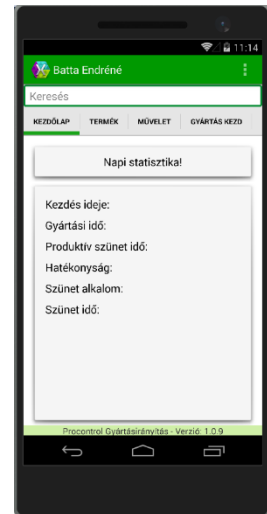 11:14
Batta Endréné
Keresés
KEZDŐLAP TERMÉK MŰVELET GYÁRTÁS KEZD
Napi statisztika!
Kezdés ideje:
Gyártási idő:
Produktív szünet idő:
Hatékonyság:
Szünet alkalom:
Szünet idő:
Procontrol Gyártásirányítás - Verzió: 1.0.9